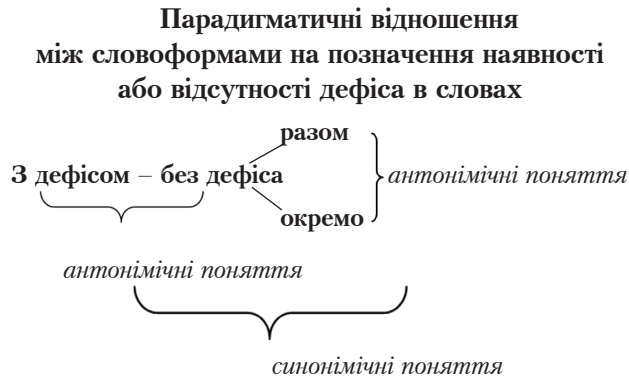 Парадигматичні відношення
між словоформами на позначення наявності
або відсутності дефіса в словах
разом
З дефісом – без дефіса
антонімічні поняття
окремо
антонімічні поняття
синонімічні поняття